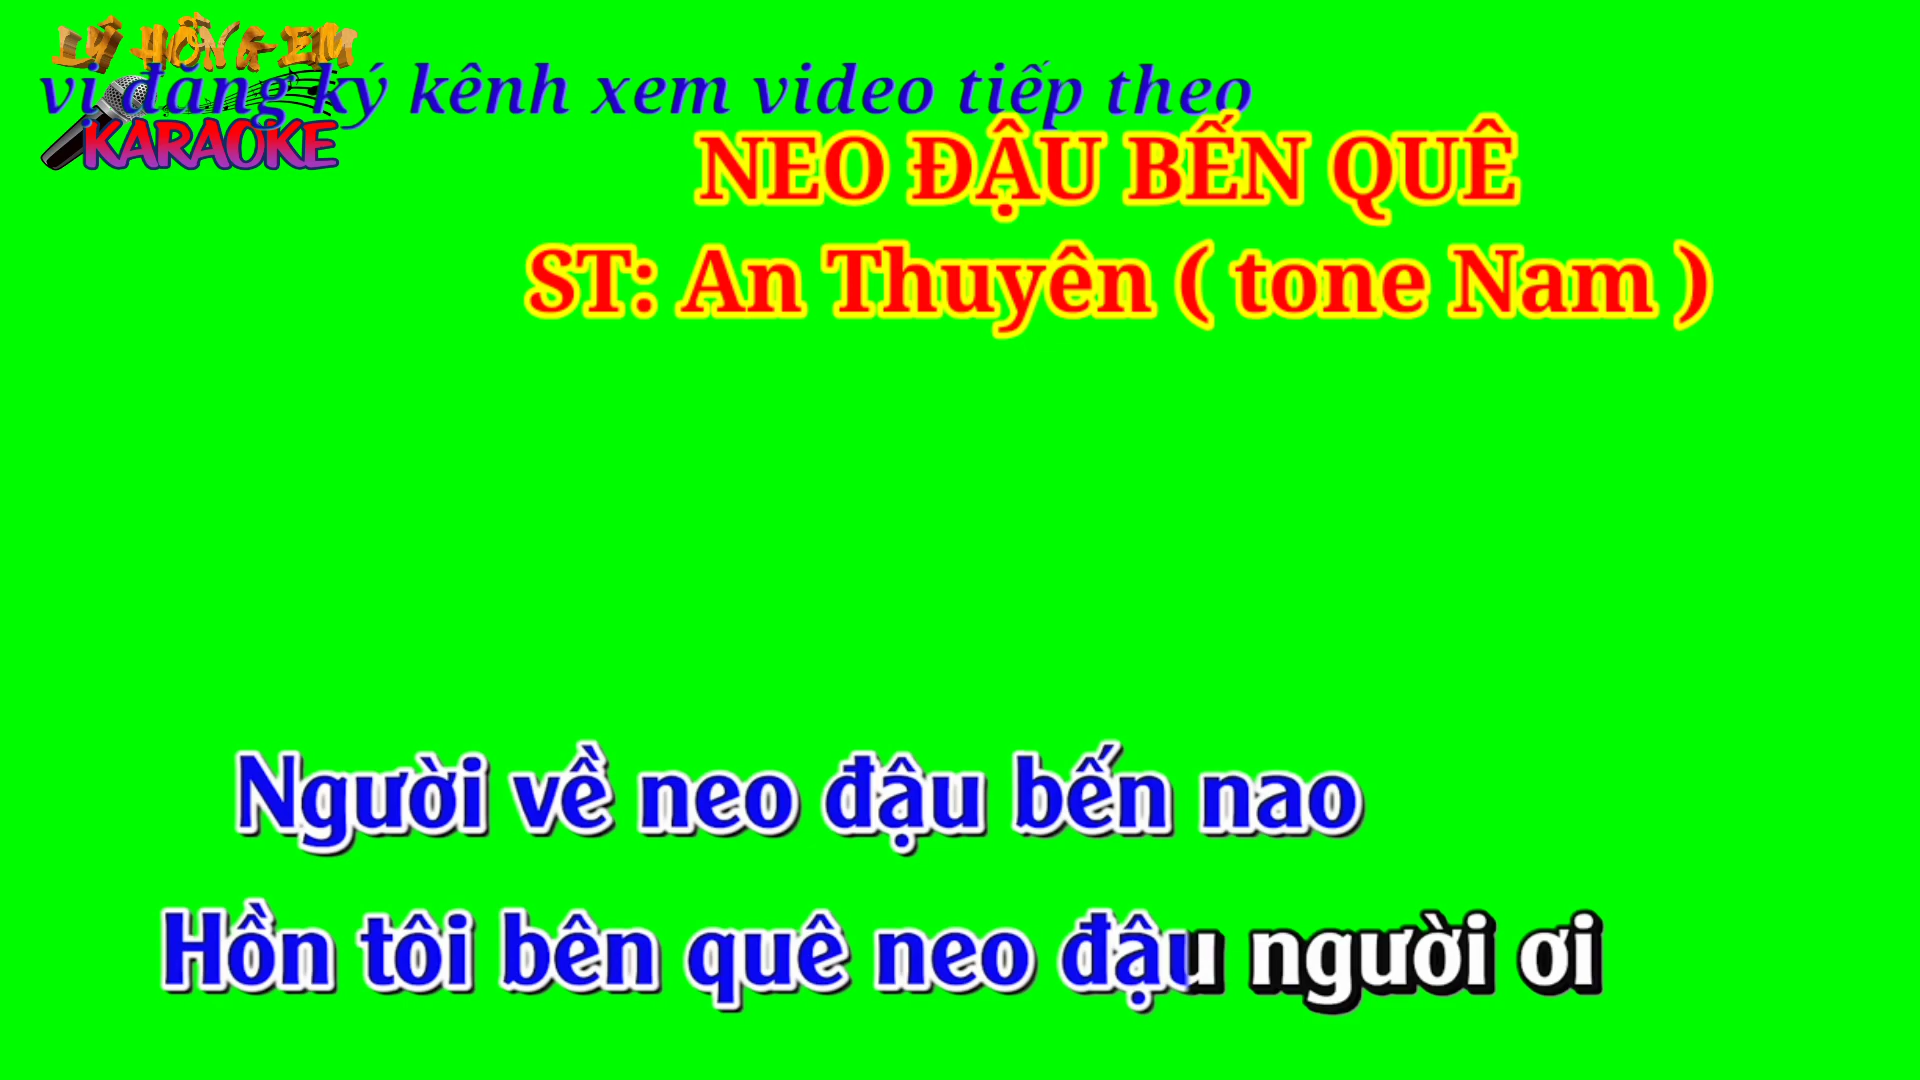 LÝ HỒNG EM
vị đăng ký kênh xem video tiếp theo
KARAOKE
NEO ĐẬU BẾN QUÊ
ST: An Thuyên ( tone Nam )
Người về neo đậu bến nao
Hồn tôi bên quê neo đậu người ơi